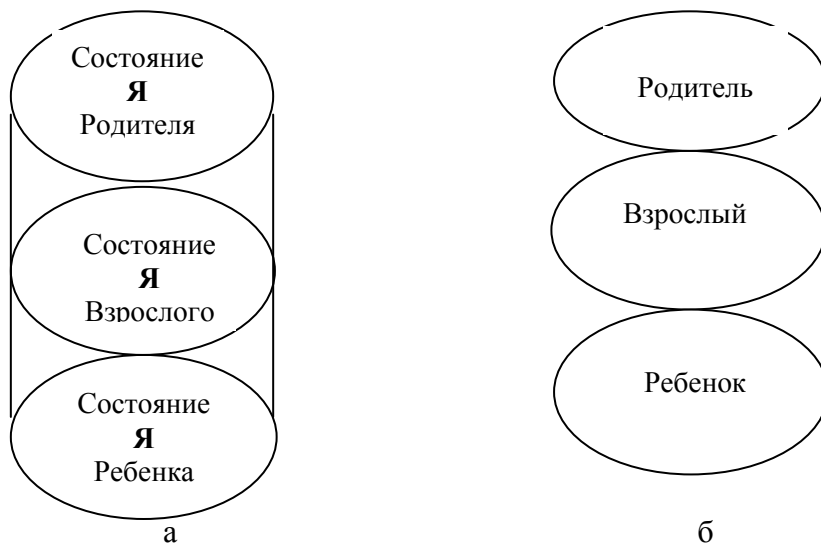 Состояние
Я
Родителя
Состояние
Я
Взрослого
Состояние
Я
Ребенка
а
Родитель
Взрослый
Ребенок
б